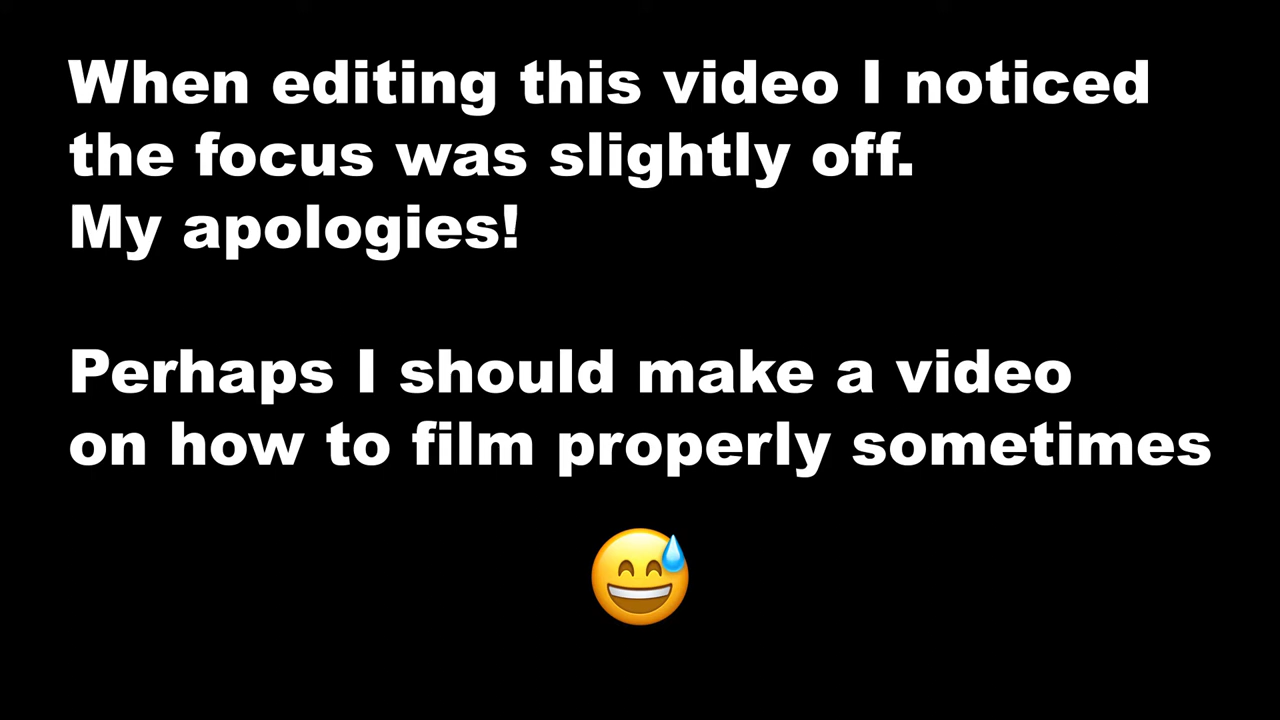 When editing this video I noticed
the focus was slightly off.
My apologies!
Perhaps I should make a video
on how to film properly sometimes
😅